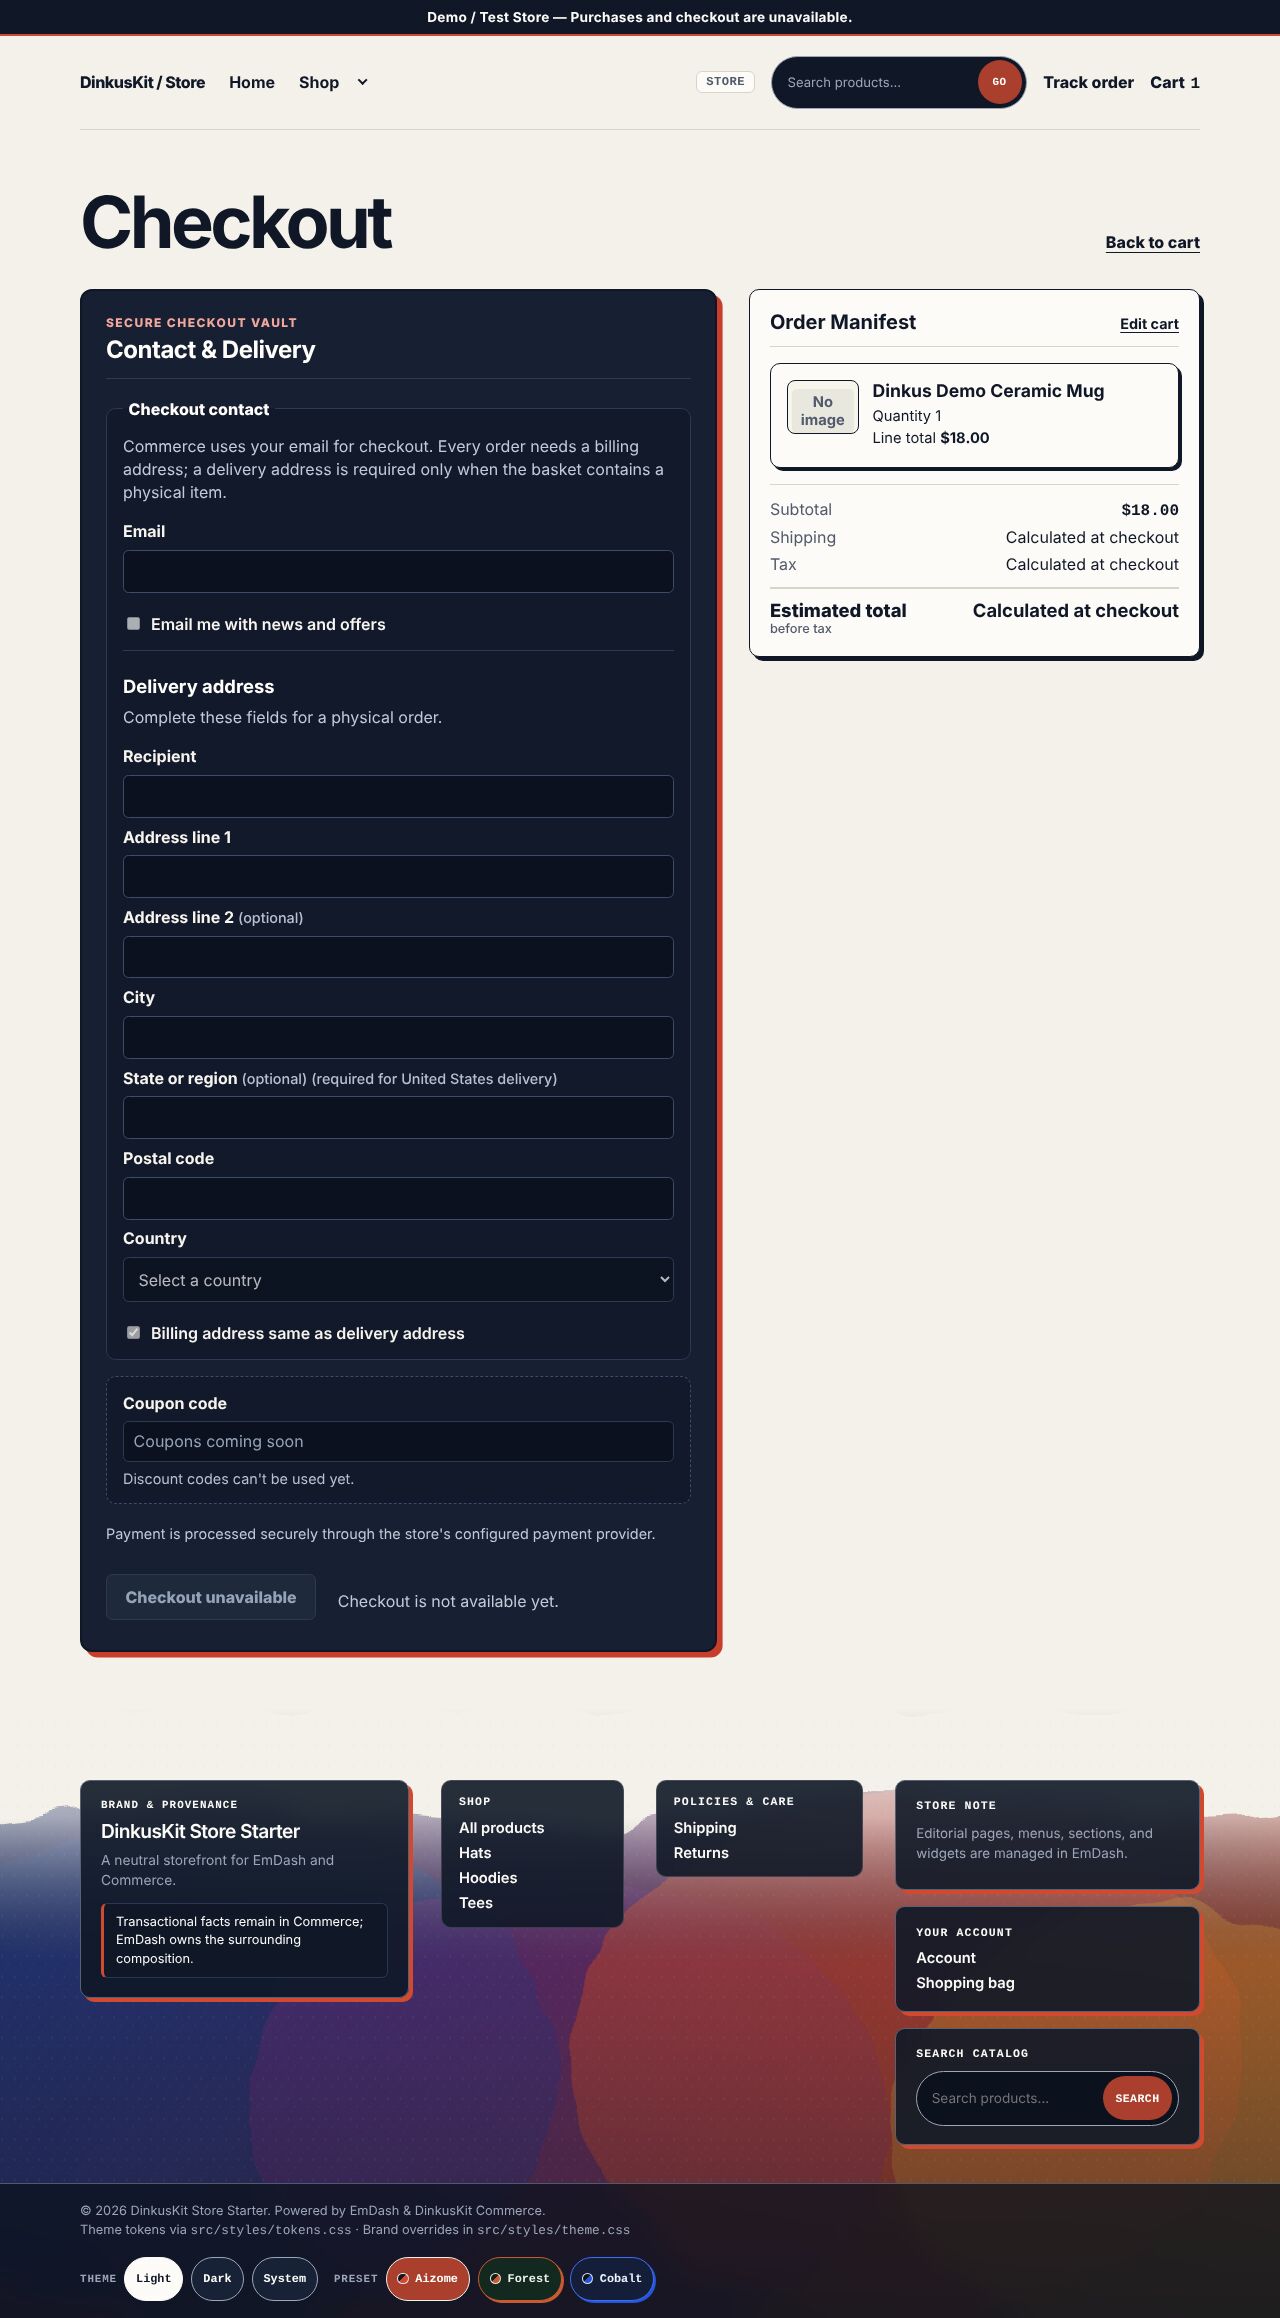 Demo / Test Store — Purchases and checkout are unavailable.
DinkusKit / Store Home Shop STORE Search products... GO Track order Cart 1
Checkout
Back to cart
SECURE CHECKOUT VAULT
Contact & Delivery
Checkout contact
Commerce uses your email for checkout. Every order needs a billing
address; a delivery address is required only when the basket contains a
physical item.
Email
Email me with news and offers
Delivery address
Complete these fields for a physical order.
Recipient
Address line 1
Address line 2 (optional)
City
State or region (optional) (required for United States delivery)
Postal code
Country
Select a country
Billing address same as delivery address
Coupon code
Coupons coming soon
Discount codes can't be used yet.
Payment is processed securely through the store's configured payment provider.
Checkout unavailable Checkout is not available yet.
Order Manifest Edit cart
No
image
Dinkus Demo Ceramic Mug
Quantity 1
Line total $18.00
Subtotal $18.00
Shipping Calculated at checkout
Tax Calculated at checkout
Estimated total Calculated at checkout
before tax
BRAND & PROVENANCE
DinkusKit Store Starter
A neutral storefront for EmDash and
Commerce.
Transactional facts remain in Commerce;
EmDash owns the surrounding
composition.
SHOP
All products
Hats
Hoodies
Tees
POLICIES & CARE
Shipping
Returns
STORE NOTE
Editorial pages, menus, sections, and
widgets are managed in EmDash.
YOUR ACCOUNT
Account
Shopping bag
SEARCH CATALOG
Search products... SEARCH
© 2026 DinkusKit Store Starter. Powered by EmDash & DinkusKit Commerce.
Theme tokens via src/styles/tokens.css · Brand overrides in src/styles/theme.css
THEME Light Dark System PRESET Aizome Forest Cobalt